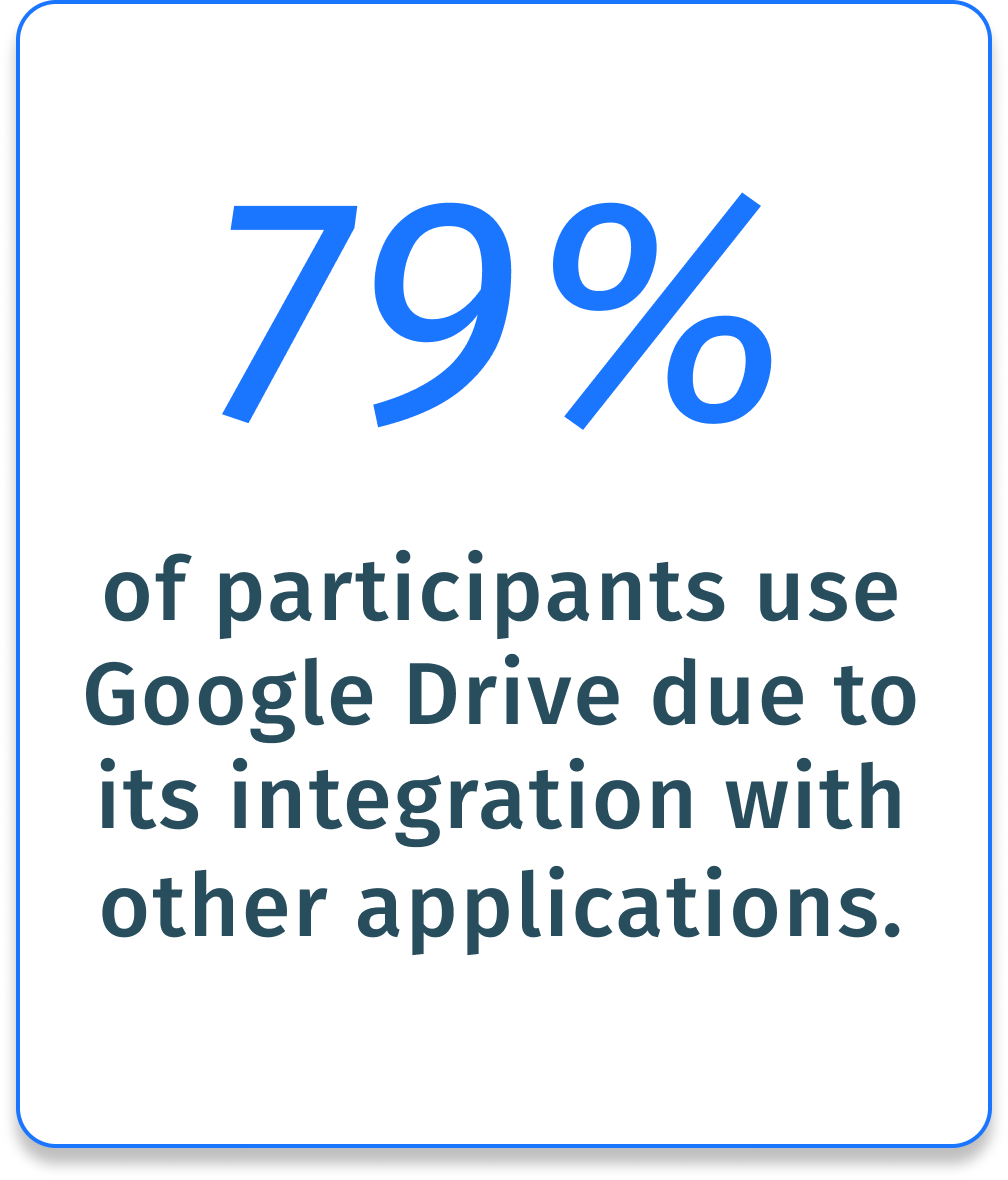 79%
of participants use
Google Drive due to
its integration with
other applications.